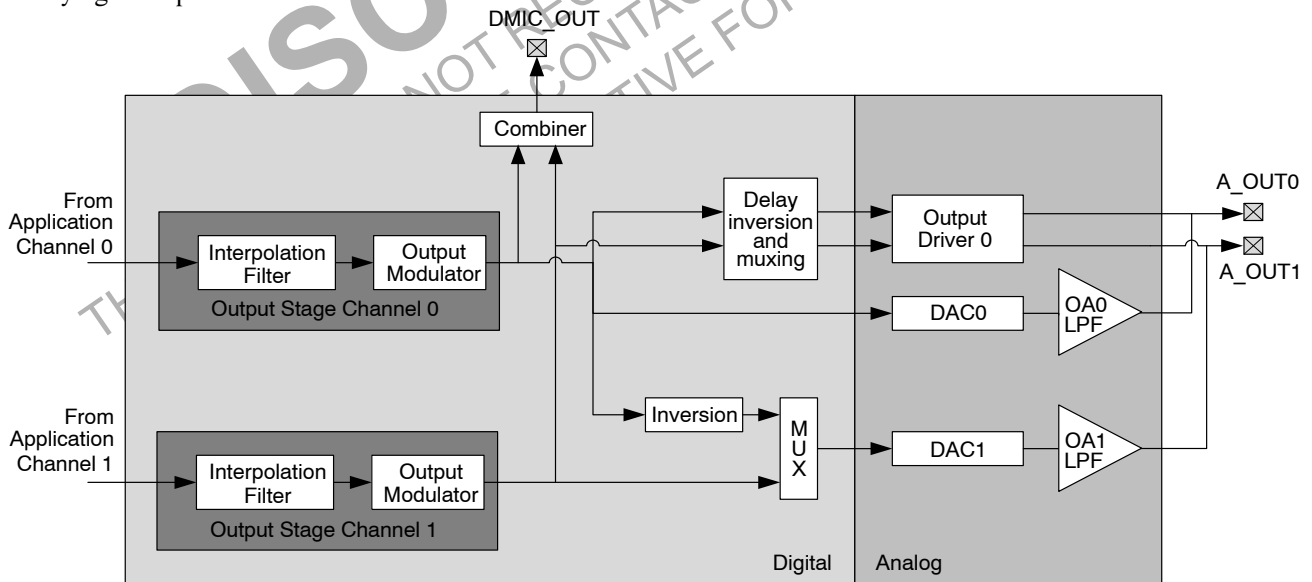 DMIC_OUT
Combiner
From
Application
Channel 0
Interpolation
Filter
Output
Modulator
Output Stage Channel 0
Delay
inversion
and
muxing
Output
Driver 0
A_OUT0
A_OUT1
DAC0
OA0
LPF
From
Application
Channel 1
Interpolation
Filter
Output
Modulator
Output Stage Channel 1
Inversion
M
U
X
DAC1
OA1
LPF
Digital
Analog